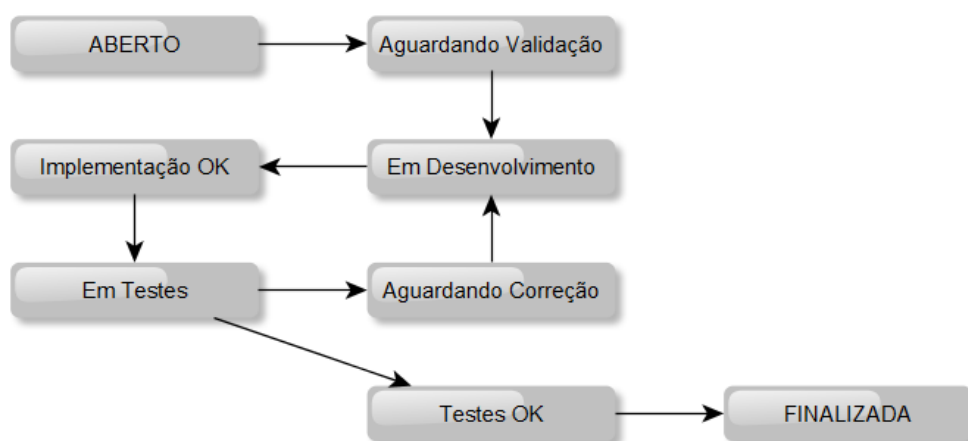 ABERTO
Aguardando Validação
Implementação OK
Em Desenvolvimento
Em Testes
Aguardando Correção
Testes OK
FINALIZADA